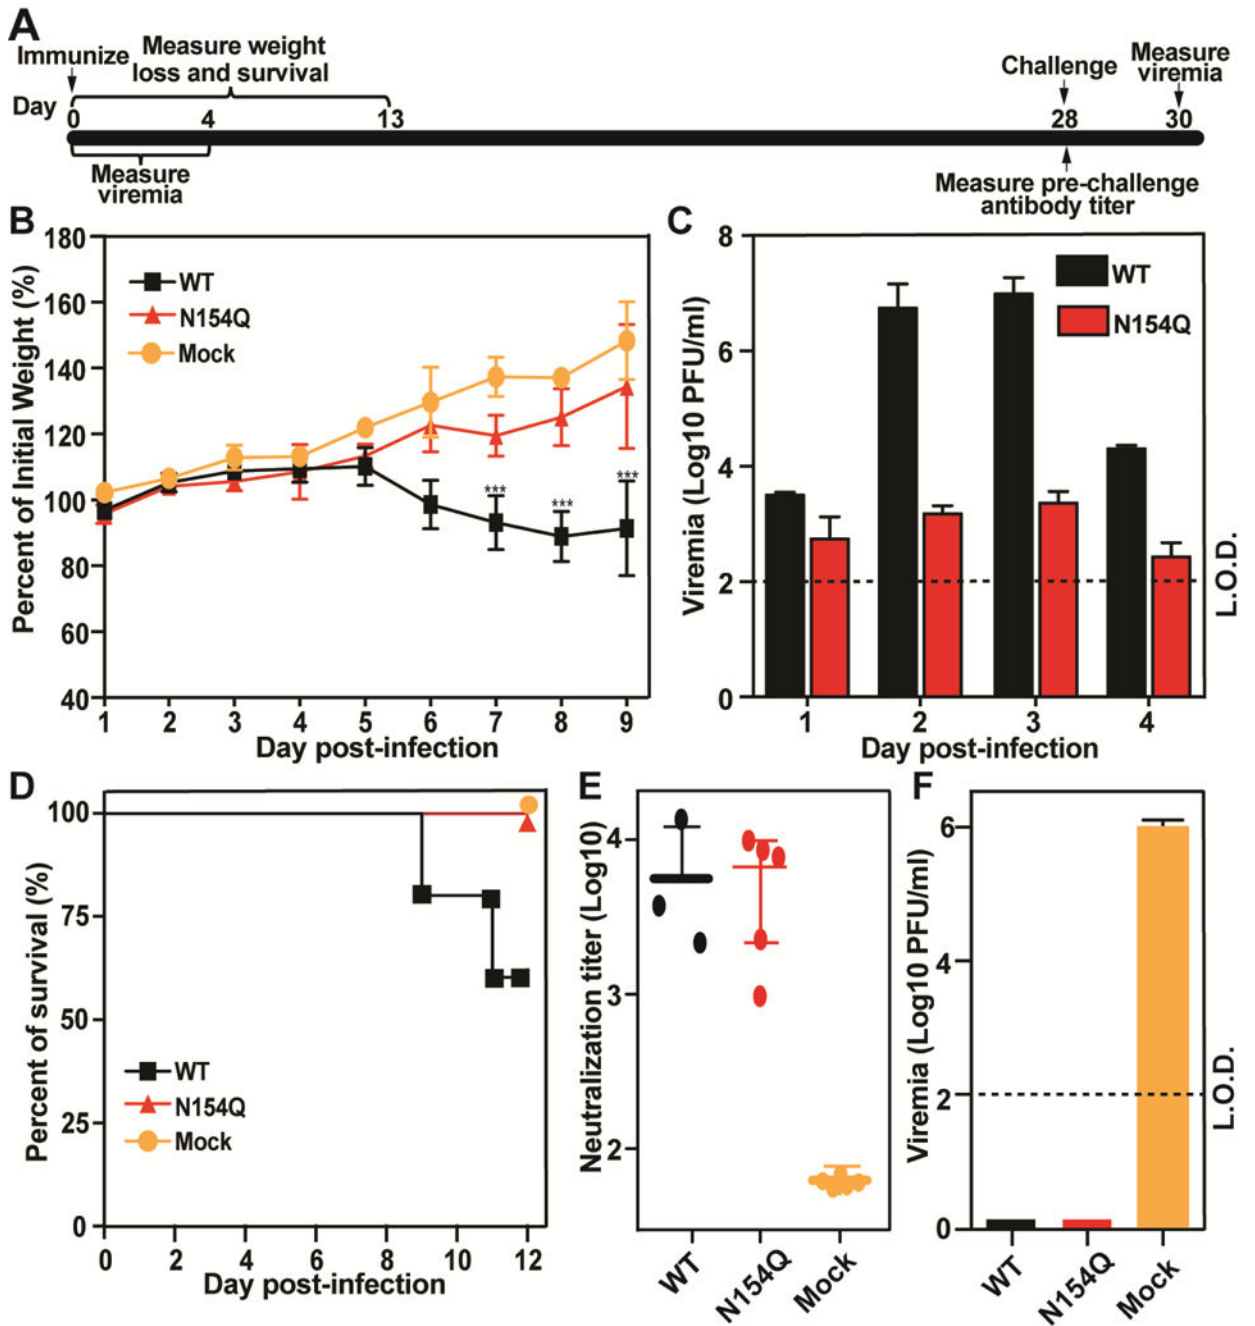 A
Immunize
Measure weight
loss and survival
Challenge
Measure
viremia
Day
0
4
13
28
30
Measure
viremia
Measure pre-challenge
antibody titer
B
180
160
140
120
100
80
60
40
Percent of Initial Weight (%)
WT
N154Q
Mock
***
***
***
1 2 3 4 5 6 7 8 9
Day post-infection
C
8
6
4
2
0
Viremia (Log10 PFU/ml)
WT
N154Q
L.O.D.
1 2 3 4
Day post-infection
D
100
75
50
25
0
Percent of survival (%)
WT
N154Q
Mock
0 2 4 6 8 10 12
Day post-infection
E
4
3
2
Neutralization titer (Log10)
WT
N154Q
Mock
F
6
4
2
0
Viremia (Log10 PFU/ml)
L.O.D.
WT
N154Q
Mock